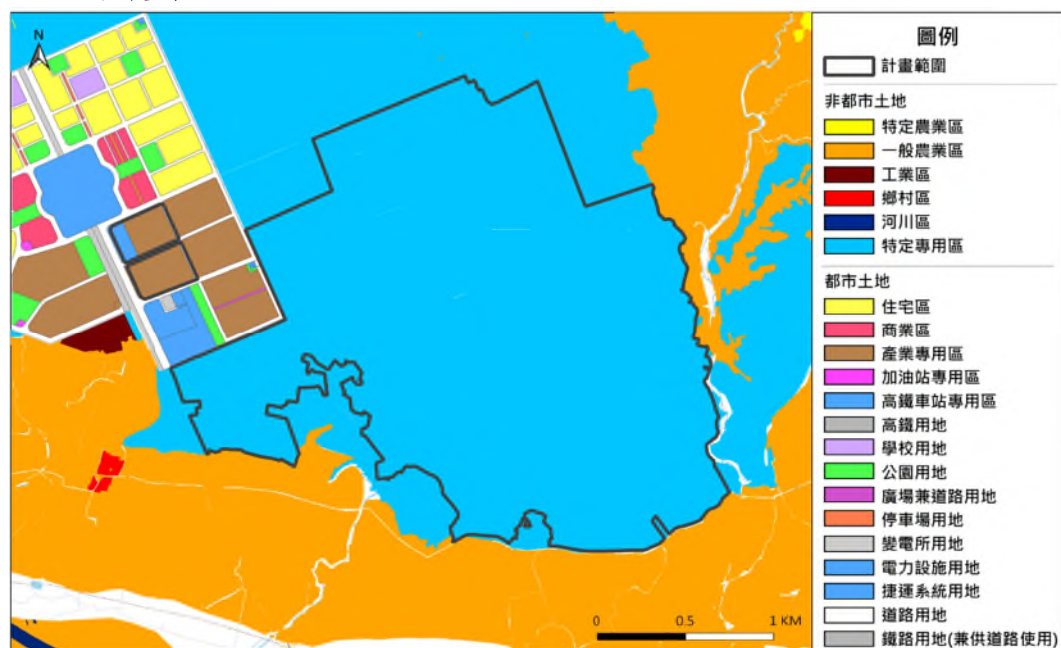 N
圖例
計畫範圍
非都市土地
特定農業區
一般農業區
工業區
鄉村區
河川區
特定專用區
都市土地
住宅區
商業區
產業專用區
加油站專用區
高鐵車站專用區
高鐵用地
學校用地
公園用地
廣場兼道路用地
停車場用地
變電所用地
電力設施用地
捷運系統用地
道路用地
鐵路用地(兼供道路使用)
0 0.5 1 KM